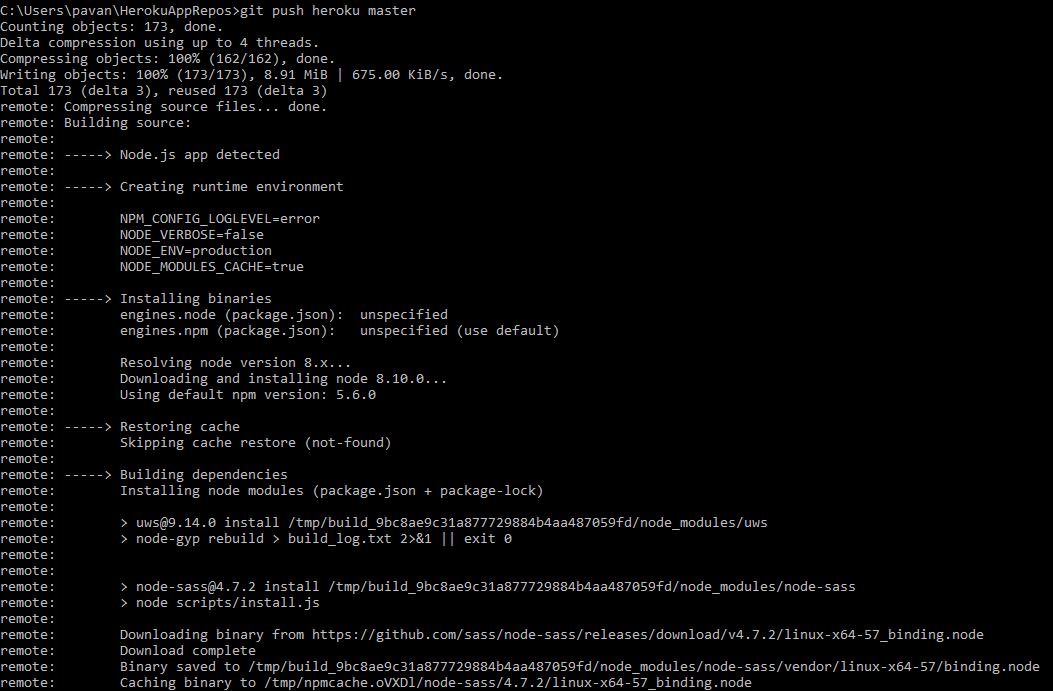 C:\Users\pavan\HerokuAppRepos>git push heroku master
Counting objects: 173, done.
Delta compression using up to 4 threads.
Compressing objects: 100% (162/162), done.
Writing objects: 100% (173/173), 8.91 MiB | 675.00 KiB/s, done.
Total 173 (delta 3), reused 173 (delta 3)
remote: Compressing source files... done.
remote: Building source:
remote:
remote: -----> Node.js app detected
remote:
remote: -----> Creating runtime environment
remote:
remote:        NPM_CONFIG_LOGLEVEL=error
remote:        NODE_VERBOSE=false
remote:        NODE_ENV=production
remote:        NODE_MODULES_CACHE=true
remote:
remote: -----> Installing binaries
remote:        engines.node (package.json):  unspecified
remote:        engines.npm (package.json):   unspecified (use default)
remote:
remote:        Resolving node version 8.x...
remote:        Downloading and installing node 8.10.0...
remote:        Using default npm version: 5.6.0
remote:
remote: -----> Restoring cache
remote:        Skipping cache restore (not-found)
remote:
remote: -----> Building dependencies
remote:        Installing node modules (package.json + package-lock)
remote:
remote:        > uws@9.14.0 install /tmp/build_9bc8ae9c31a877729884b4aa487059fd/node_modules/uws
remote:        > node-gyp rebuild > build_log.txt 2>&1 || exit 0
remote:
remote:
remote:        > node-sass@4.7.2 install /tmp/build_9bc8ae9c31a877729884b4aa487059fd/node_modules/node-sass
remote:        > node scripts/install.js
remote:
remote:        Downloading binary from https://github.com/sass/node-sass/releases/download/v4.7.2/linux-x64-57_binding.node
remote:        Download complete
remote:        Binary saved to /tmp/build_9bc8ae9c31a877729884b4aa487059fd/node_modules/node-sass/vendor/linux-x64-57/binding.node
remote:        Caching binary to /tmp/npmcache.oVXDl/node-sass/4.7.2/linux-x64-57_binding.node